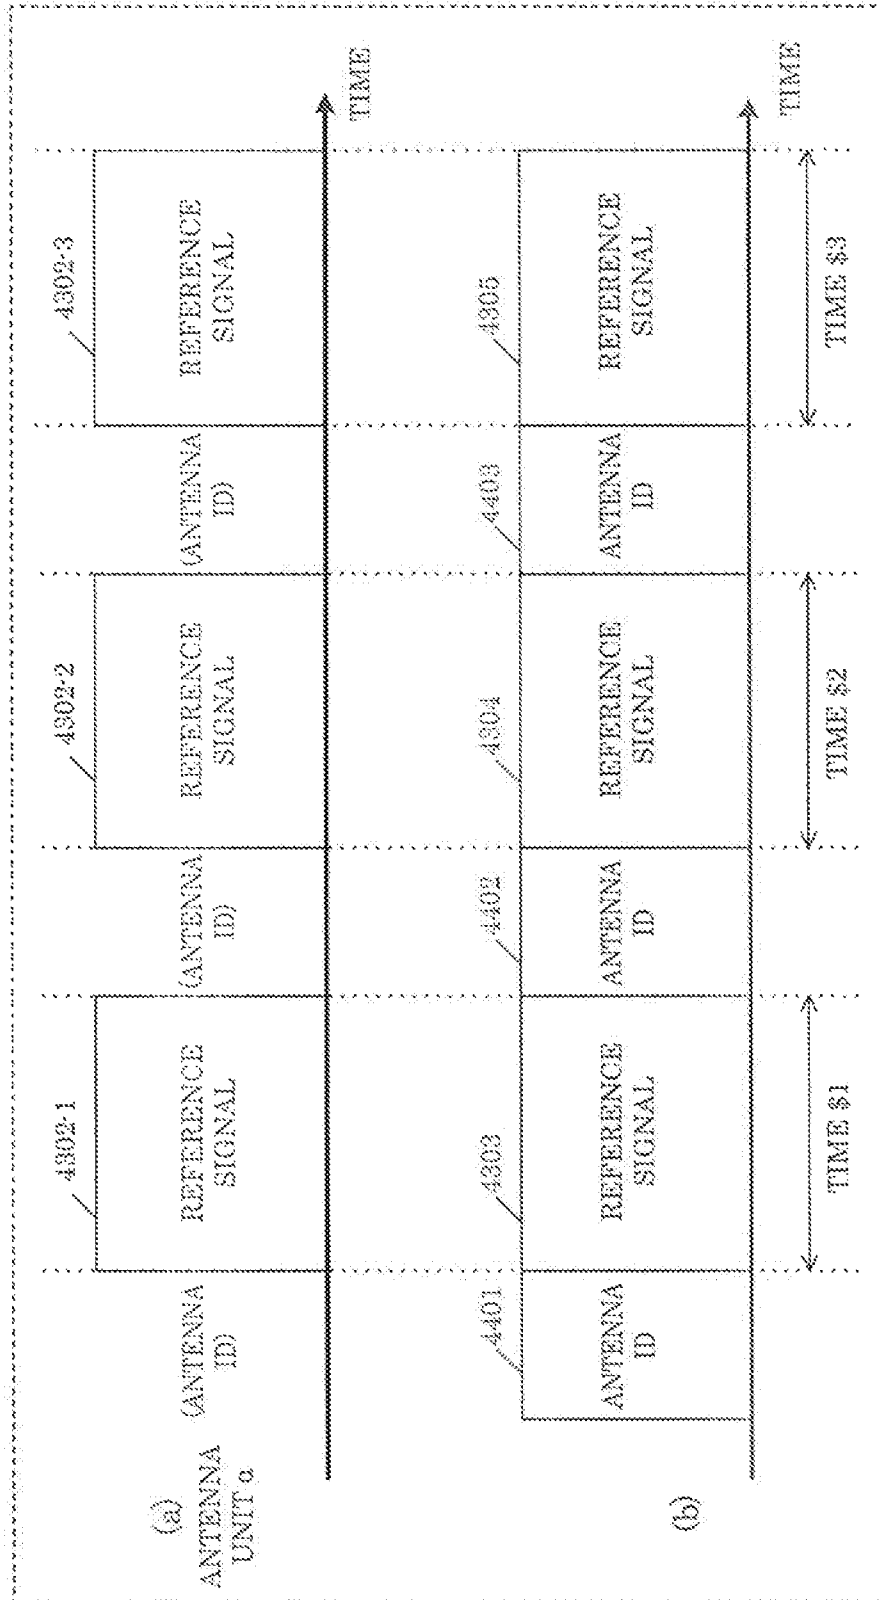 (a)
ANTENNA
UNIT α
(ANTENNA
ID)
4302-1
REFERENCE
SIGNAL
(ANTENNA
ID)
4302-2
REFERENCE
SIGNAL
(ANTENNA
ID)
4302-3
REFERENCE
SIGNAL
TIME
(b)
4401
ANTENNA
ID
4303
REFERENCE
SIGNAL
4402
ANTENNA
ID
4304
REFERENCE
SIGNAL
4403
ANTENNA
ID
4305
REFERENCE
SIGNAL
TIME
TIME $1
TIME $2
TIME $3